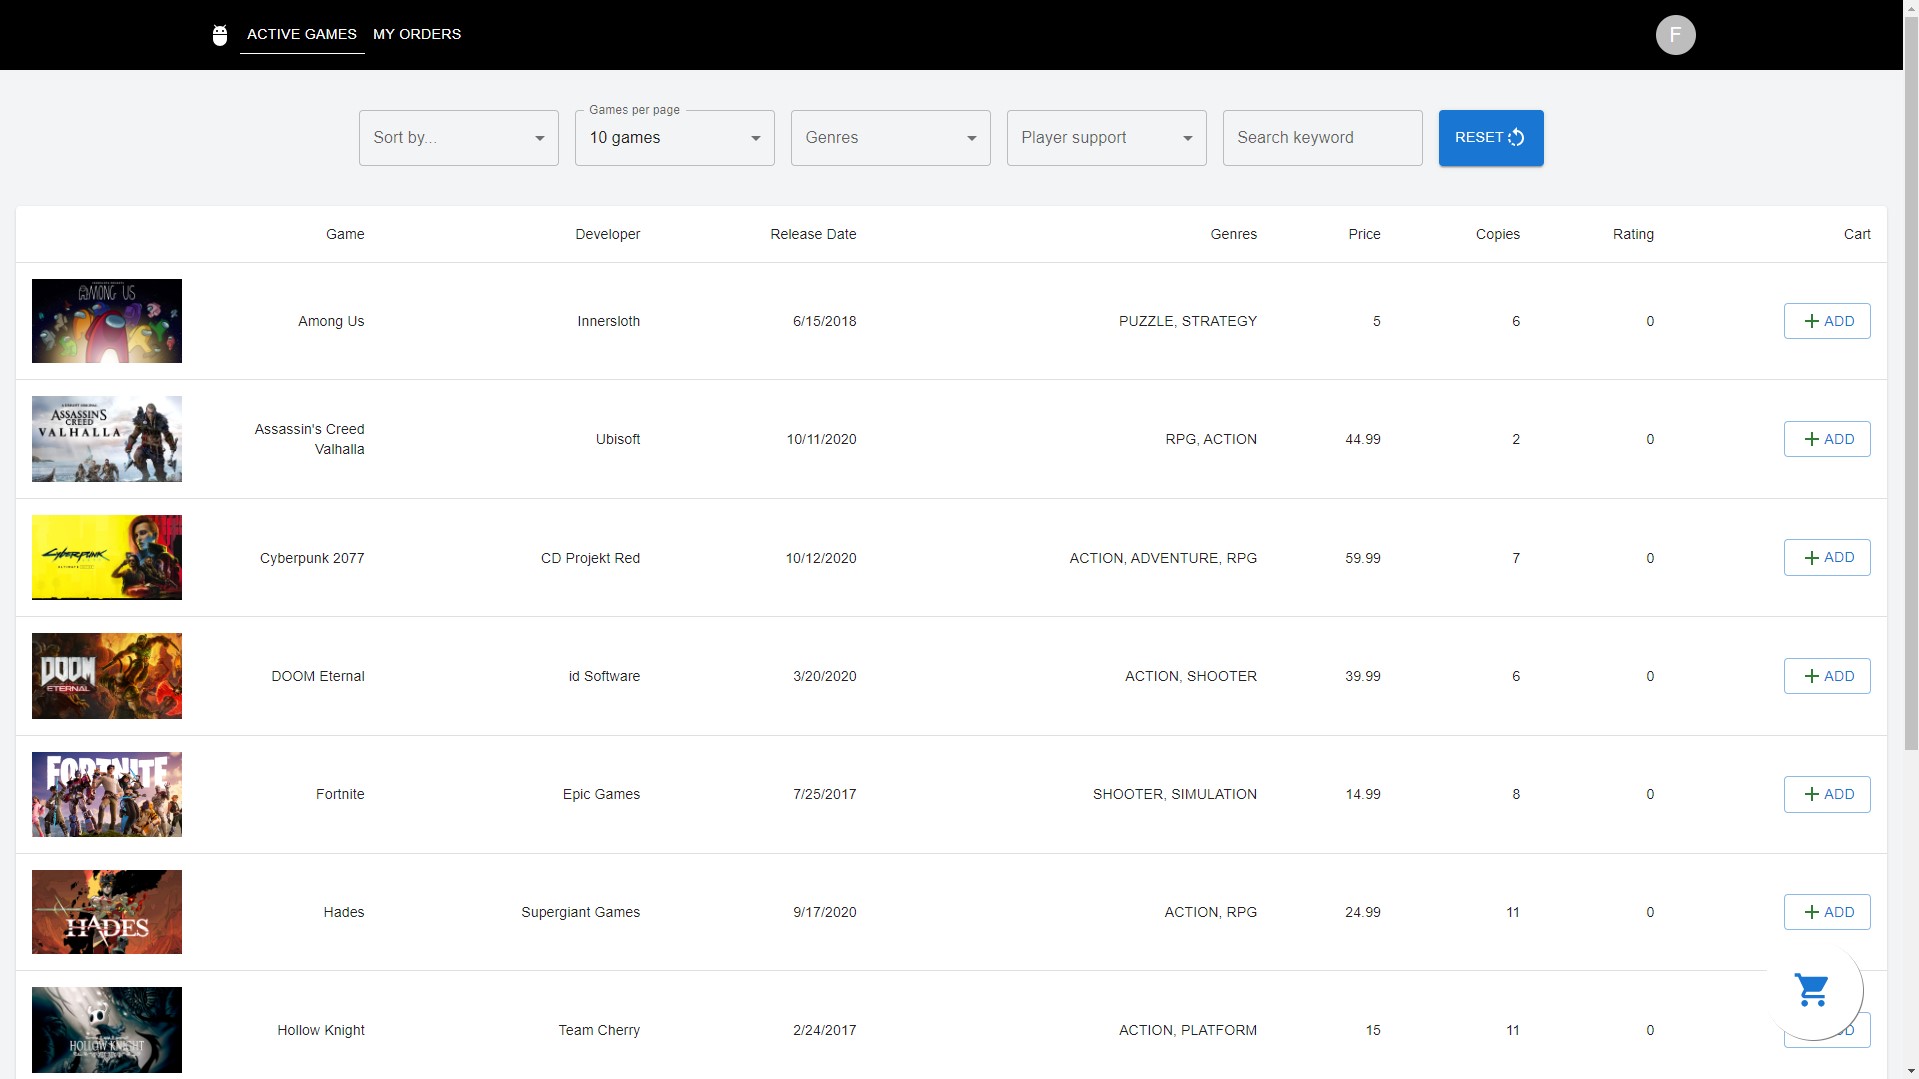 ACTIVE GAMES MY ORDERS F
Games per page
Sort by... 10 games Genres Player support Search keyword RESET
Game Developer Release Date Genres Price Copies Rating Cart
AMONG US
Among Us Innersloth 6/15/2018 PUZZLE, STRATEGY 5 6 0 ADD
ASSASSIN'S
CREED
VALHALLA
Assassin's Creed
Valhalla
Ubisoft 10/11/2020 RPG, ACTION 44.99 2 0 ADD
Cyberpunk
Cyberpunk 2077 CD Projekt Red 10/12/2020 ACTION, ADVENTURE, RPG 59.99 7 0 ADD
DOOM
ETERNAL
DOOM Eternal id Software 3/20/2020 ACTION, SHOOTER 39.99 6 0 ADD
FORTNITE
Fortnite Epic Games 7/25/2017 SHOOTER, SIMULATION 14.99 8 0 ADD
HADES
Hades Supergiant Games 9/17/2020 ACTION, RPG 24.99 11 0 ADD
HOLLOW KNIGHT
Hollow Knight Team Cherry 2/24/2017 ACTION, PLATFORM 15 11 0